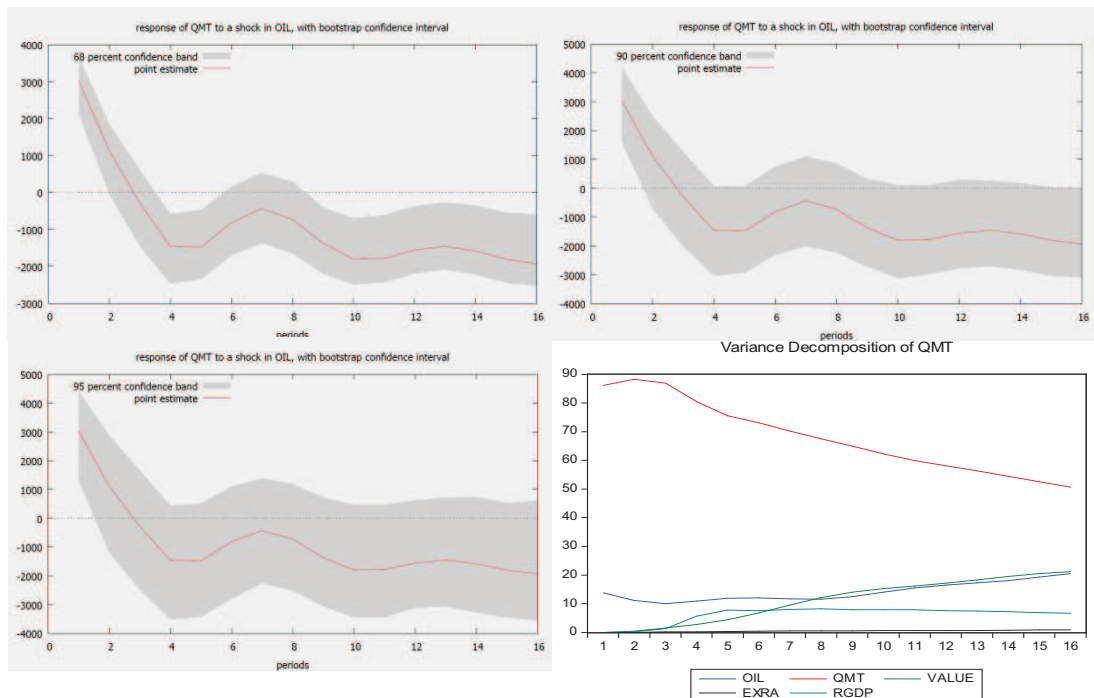 response of QMT to a shock in OIL, with bootstrap confidence interval
68 percent confidence band
point estimate
4000
3000
2000
1000
0
-1000
-2000
-3000
0 2 4 6 8 10 12 14 16
periods
response of QMT to a shock in OIL, with bootstrap confidence interval
90 percent confidence band
point estimate
5000
4000
3000
2000
1000
0
-1000
-2000
-3000
-4000
0 2 4 6 8 10 12 14 16
periods
response of QMT to a shock in OIL, with bootstrap confidence interval
95 percent confidence band
point estimate
5000
4000
3000
2000
1000
0
-1000
-2000
-3000
-4000
0 2 4 6 8 10 12 14 16
periods
Variance Decomposition of QMT
90
80
70
60
50
40
30
20
10
0
1 2 3 4 5 6 7 8 9 10 11 12 13 14 15 16
OIL QMT VALUE
EXRA RGDP